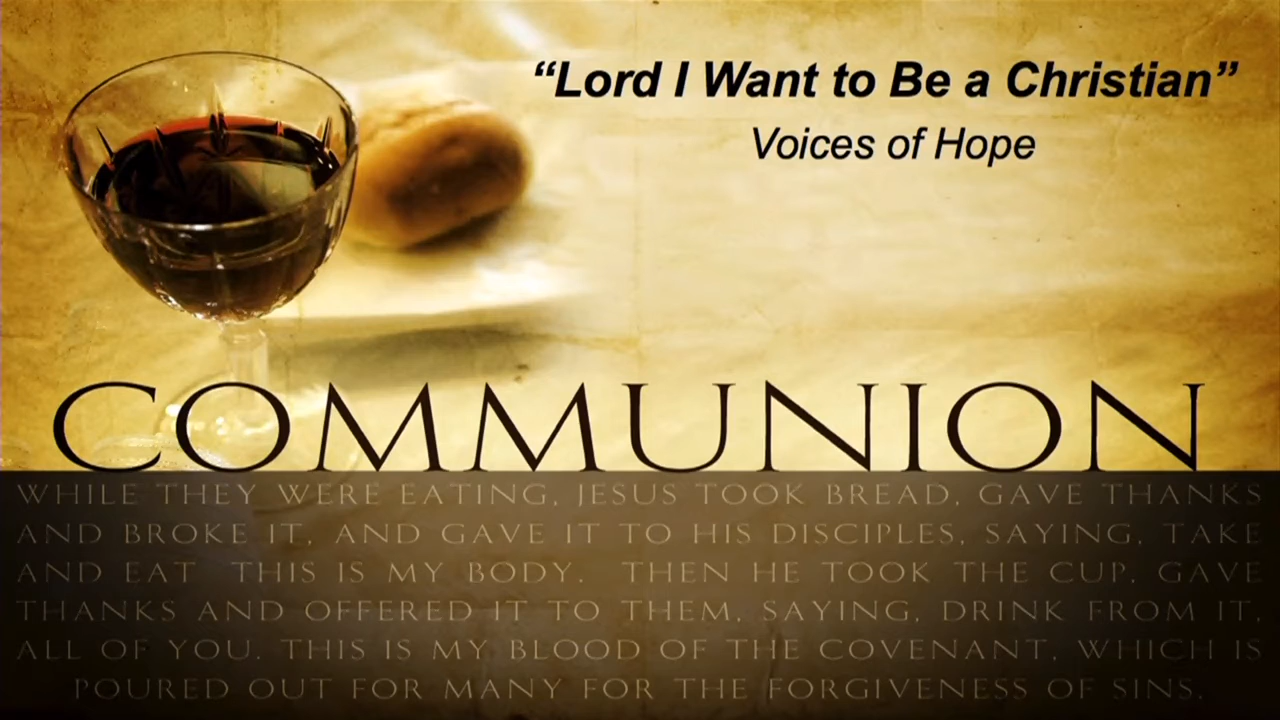 “Lord I Want to Be a Christian”
Voices of Hope
COMMUNION
WHILE THEY WERE EATING, JESUS TOOK BREAD, GAVE THANKS
AND BROKE IT, AND GAVE IT TO HIS DISCIPLES, SAYING, TAKE
AND EAT THIS IS MY BODY. THEN HE TOOK THE CUP, GAVE
THANKS AND OFFERED IT TO THEM, SAYING, DRINK FROM IT,
ALL OF YOU. THIS IS MY BLOOD OF THE COVENANT, WHICH IS
POURED OUT FOR MANY FOR THE FORGIVENESS OF SINS.